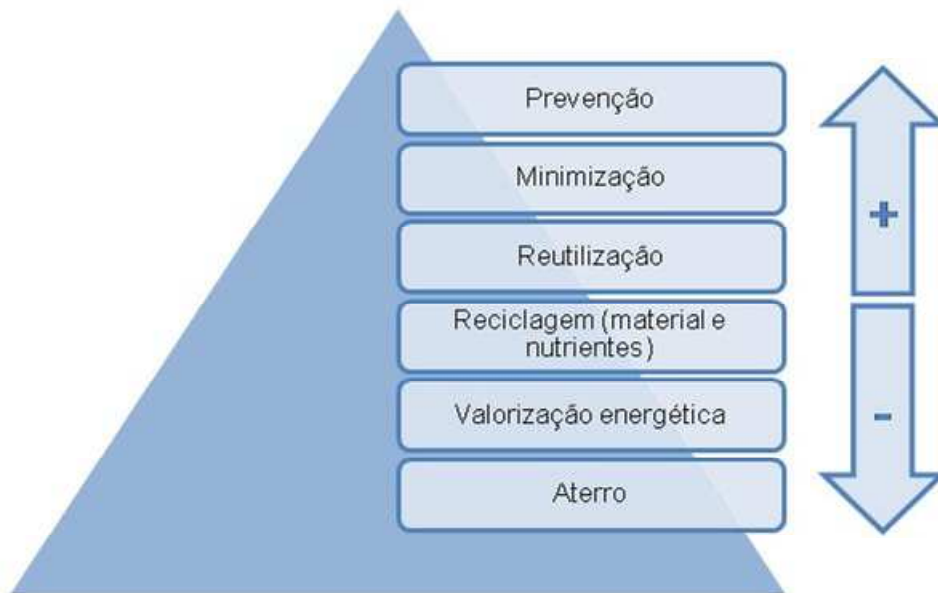 Prevenção
Minimização
Reutilização
Reciclagem (material e
nutrientes)
Valorização energética
Aterro
+
-